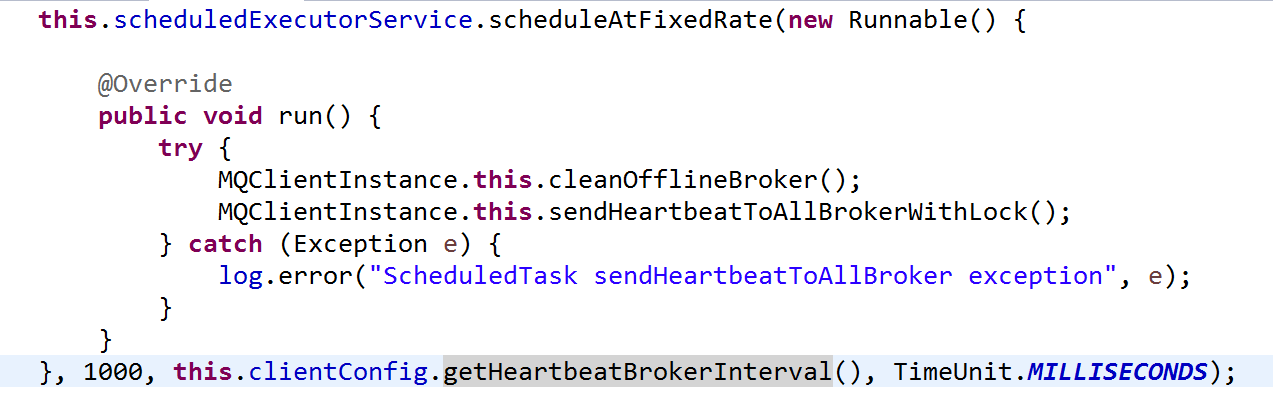 this.scheduledExecutorService.scheduleAtFixedRate(new Runnable() {
@Override
public void run() {
try {
MQClientInstance.this.cleanOfflineBroker();
MQClientInstance.this.sendHeartbeatToAllBrokerWithLock();
} catch (Exception e) {
log.error("ScheduledTask sendHeartbeatToAllBroker exception", e);
}
}
}, 1000, this.clientConfig.getHeartbeatBrokerInterval(), TimeUnit.MILLISECONDS);